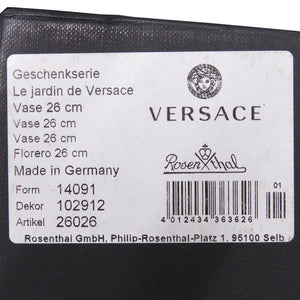 Geschenkserie
Le jardin de Versace
Vase 26 cm
Vase 26 cm
Vase 26 cm
Florero 26 cm
Made in Germany
Form 14091
Dekor 102912
Artikel 26026
VERSACE
Rosenthal
01
4 012434 363626
Rosenthal GmbH, Philip-Rosenthal-Platz 1, 95100 Selb